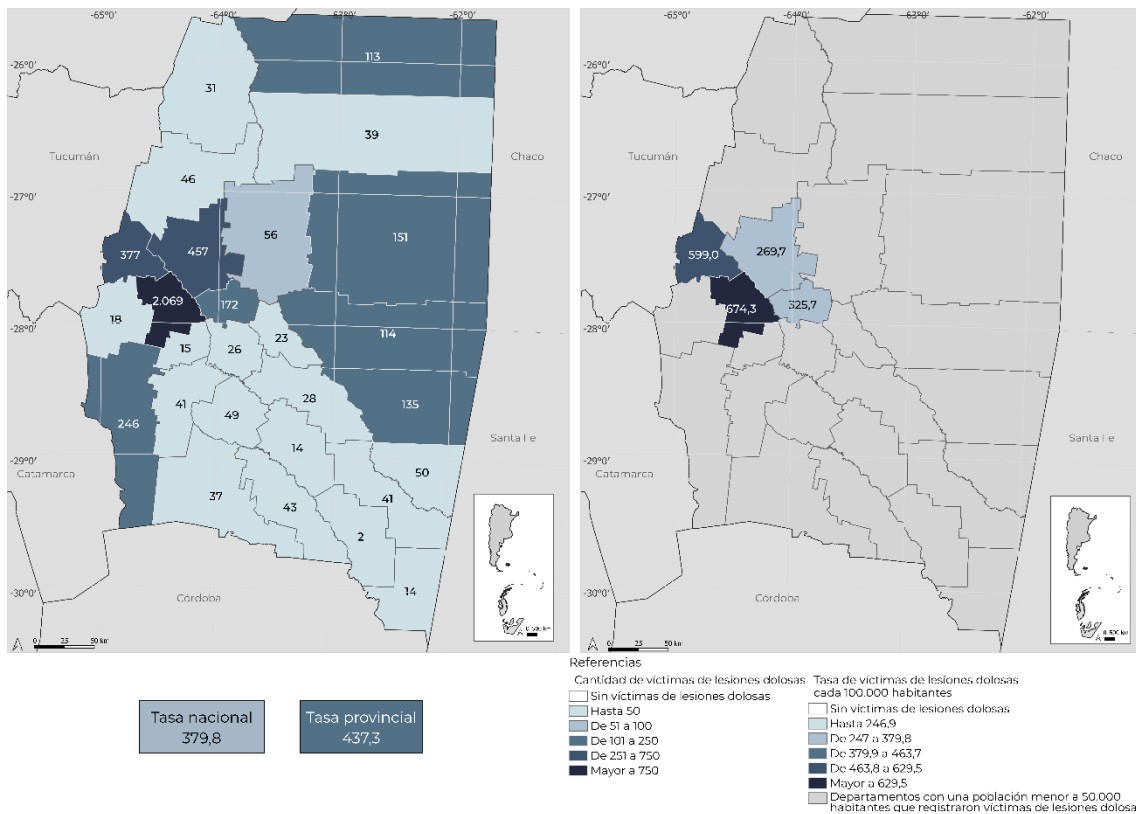 -64°0'
-63°0'
-62°0'
-26°0'
-27°0'
-28°0'
-29°0'
-30°0'
113
31
39
Tucumán
Chaco
46
56
151
377
457
2.069
172
18
114
15
26
23
28
135
41
49
246
14
Santa Fe
Catamarca
50
37
41
43
2
14
Córdoba
0 25 50 km
0 500 km
-65°0'
-64°0'
-63°0'
-62°0'
-26°0'
-27°0'
-28°0'
-29°0'
-30°0'
Tucumán
Chaco
599,0
269,7
674,3
325,7
Santa Fe
Catamarca
Córdoba
0 25 50 km
0 500 km
Tasa nacional
379,8
Tasa provincial
437,3
Referencias
Cantidad de víctimas de lesiones dolosas
Sin víctimas de lesiones dolosas
Hasta 50
De 51 a 100
De 101 a 250
De 251 a 750
Mayor a 750
Tasa de víctimas de lesiones dolosas
cada 100.000 habitantes
Sin víctimas de lesiones dolosas
Hasta 246,9
De 247 a 379,8
De 379,9 a 463,7
De 463,8 a 629,5
Mayor a 629,5
Departamentos con una población menor a 50.000
habitantes que registraron víctimas de lesiones dolosa